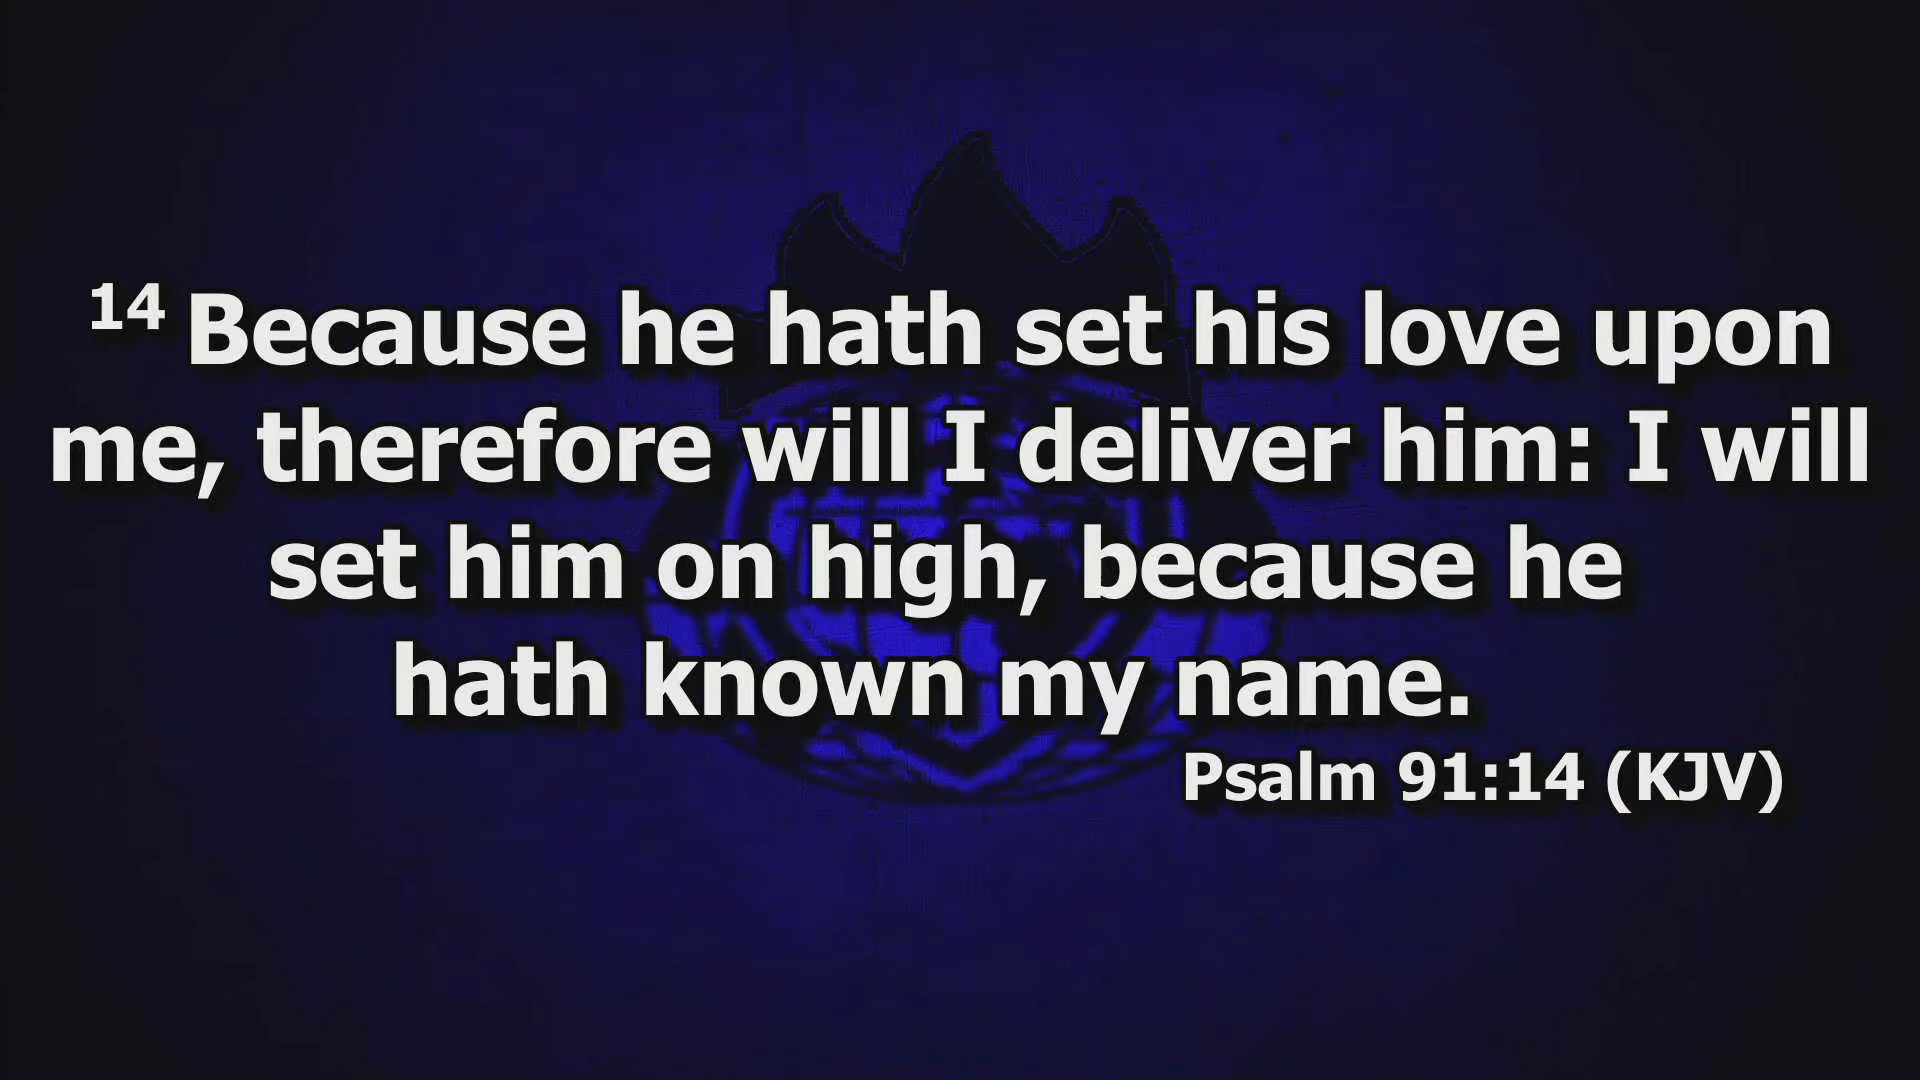 14 Because he hath set his love upon
me, therefore will I deliver him: I will
set him on high, because he
hath known my name.
Psalm 91:14 (KJV)